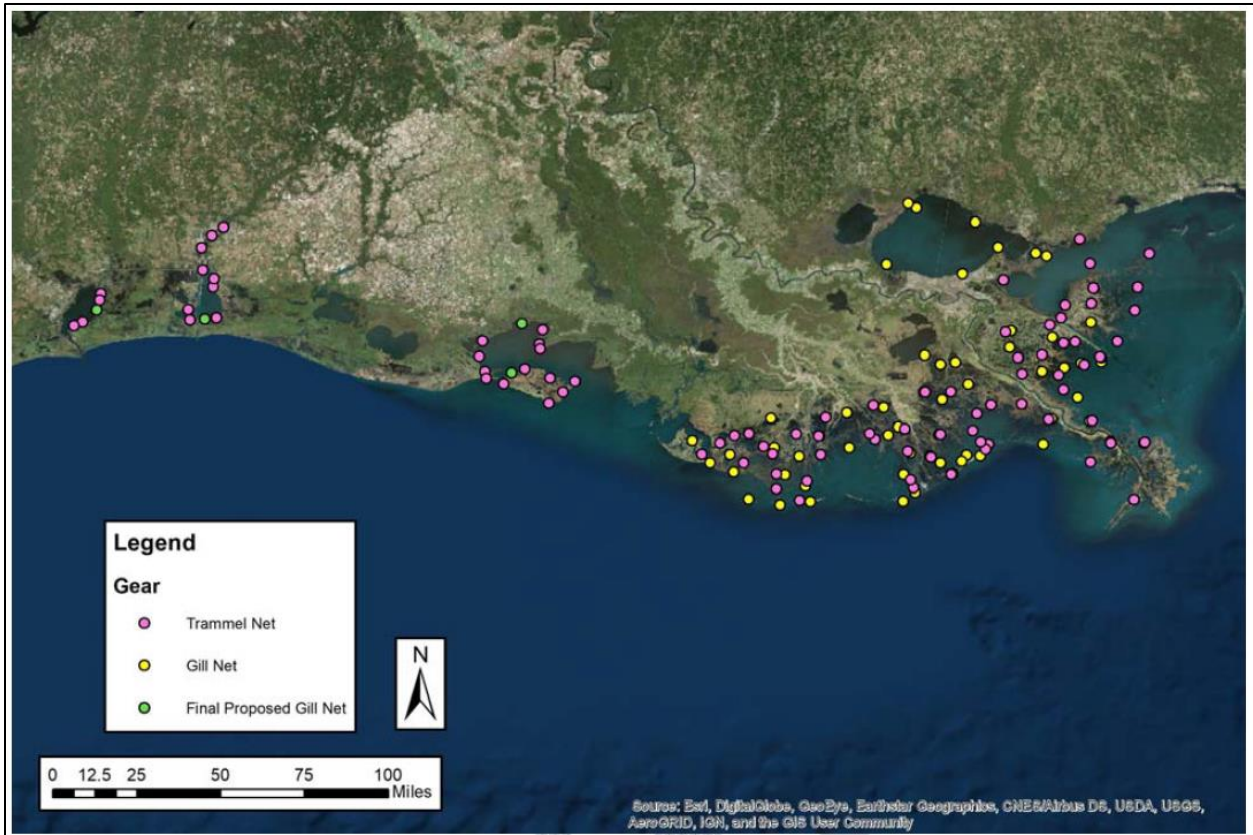 Legend
Gear
Trammel Net
Gill Net
Final Proposed Gill Net
N
0 12.5 25 50 75 100
Miles
Source: Esri, DigitalGlobe, GeoEye, Earthstar Geographics, CNES/Airbus DS, USDA, USGS,
AeroGRID, IGN, and the GIS User Community